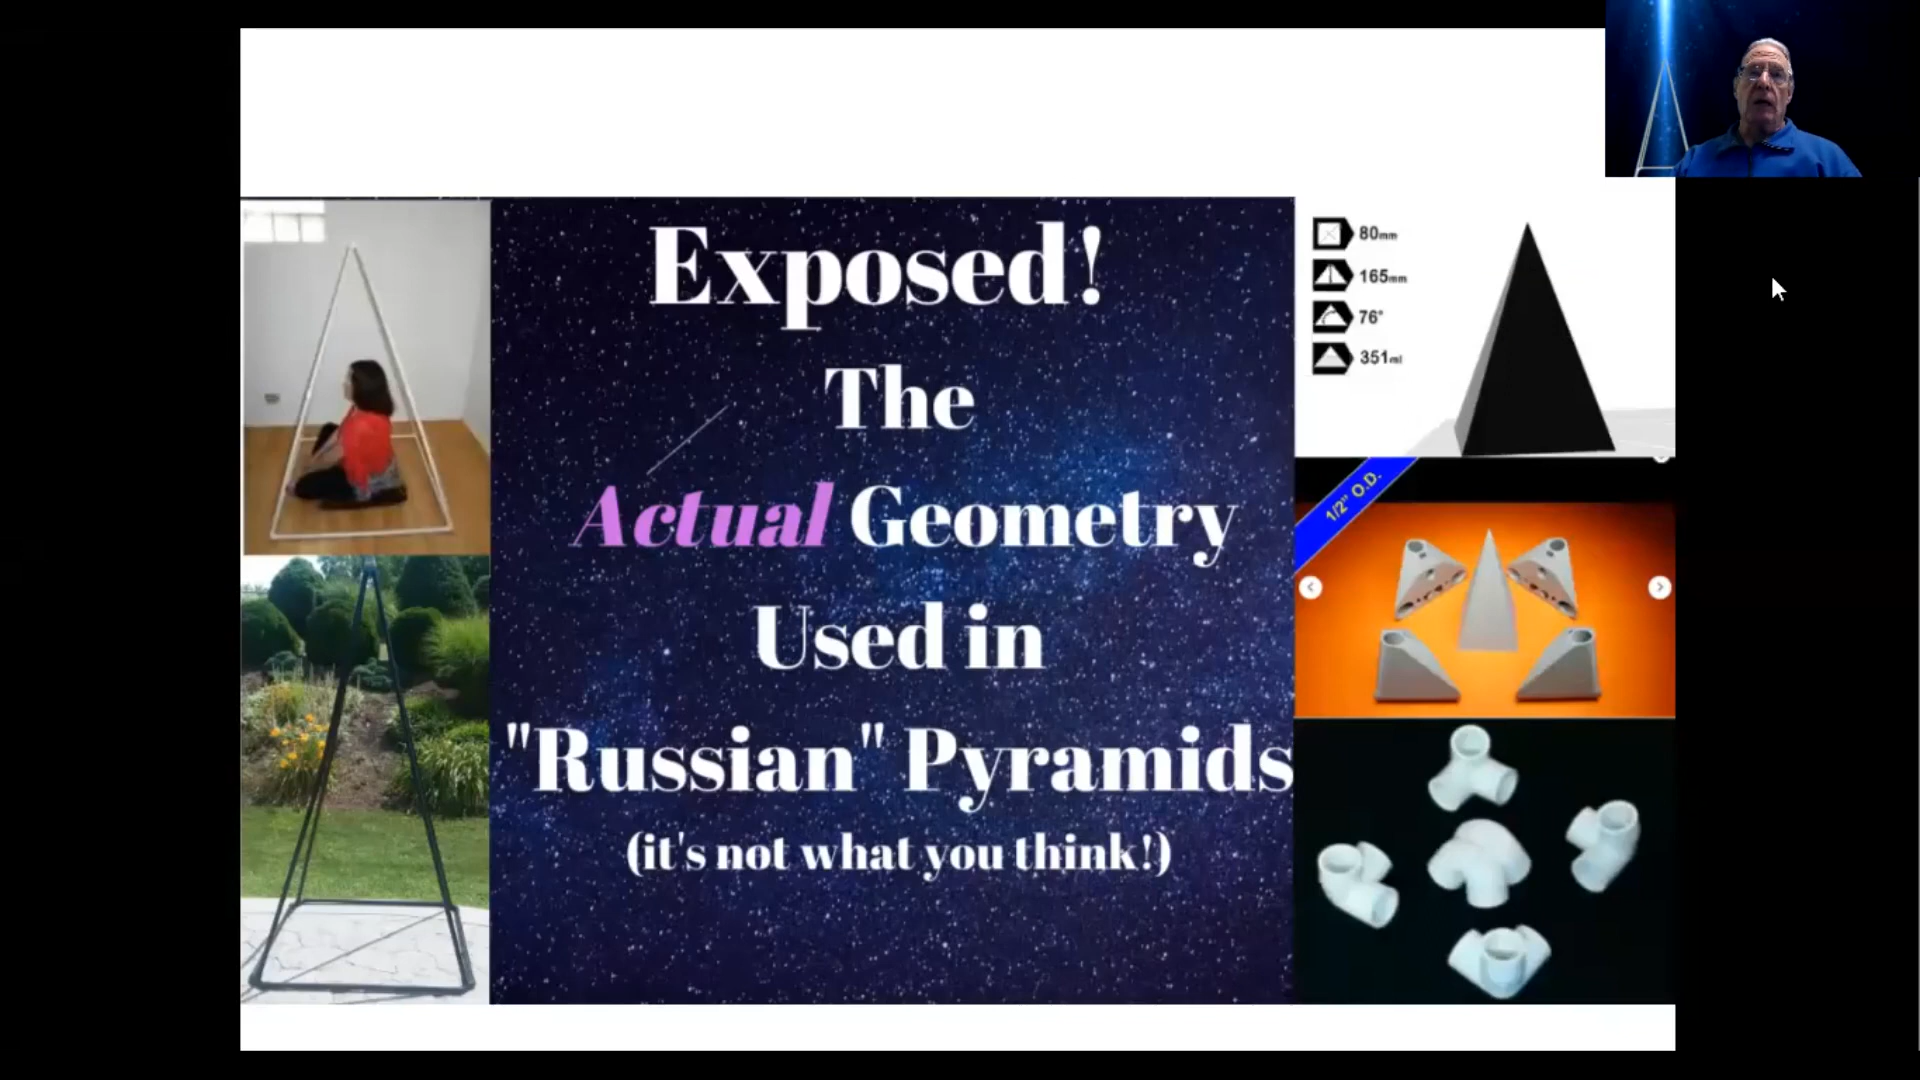 Exposed!
The
Actual Geometry
Used in
"Russian" Pyramids
(it's not what you think!)
80mm
165mm
76°
351ml
1/2" O.D.